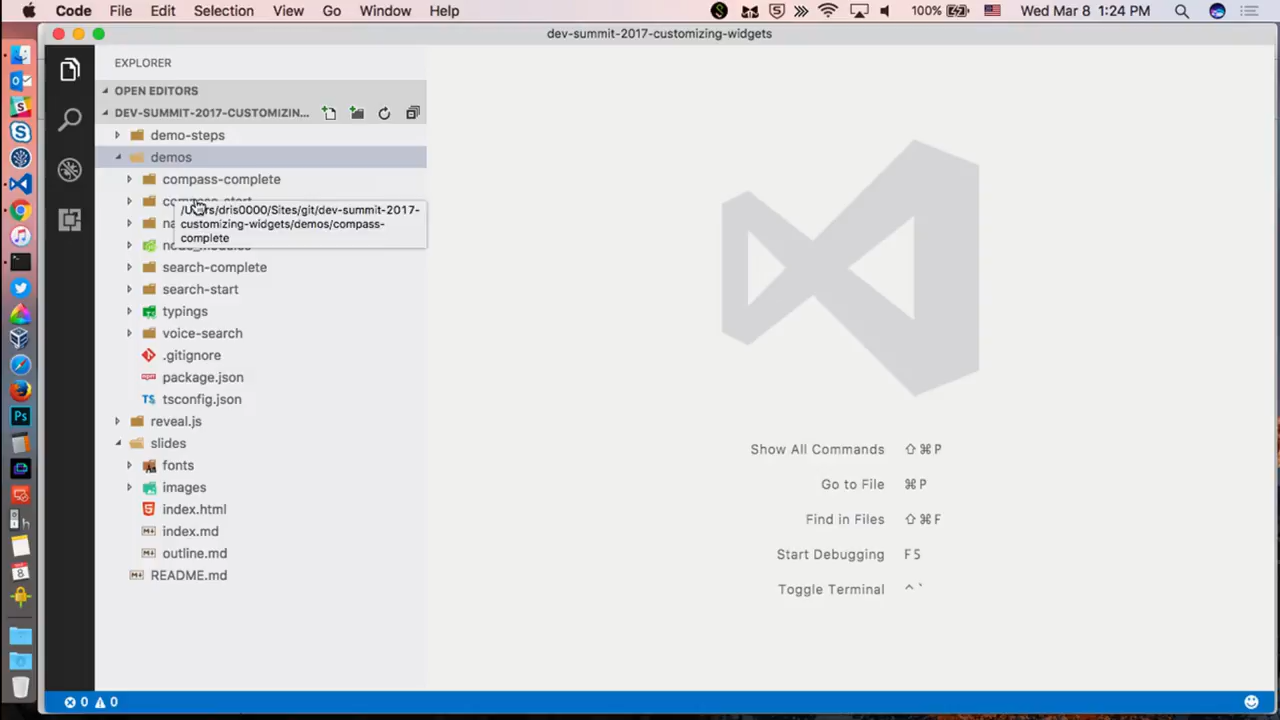 Code File Edit Selection View Go Window Help 100% Wed Mar 8 1:24 PM
dev-summit-2017-customizing-widgets
EXPLORER
OPEN EDITORS
DEV-SUMMIT-2017-CUSTOMIZIN...
demo-steps
demos
compass-complete
/Users/dris0000/Sites/git/dev-summit-2017-
customizing-widgets/demos/compass-
complete
search-complete
search-start
typings
voice-search
.gitignore
package.json
TS tsconfig.json
reveal.js
slides
fonts
images
index.html
index.md
outline.md
README.md
0 0
Show All Commands ⇧⌘P
Go to File ⌘P
Find in Files ⇧⌘F
Start Debugging F5
Toggle Terminal ^`